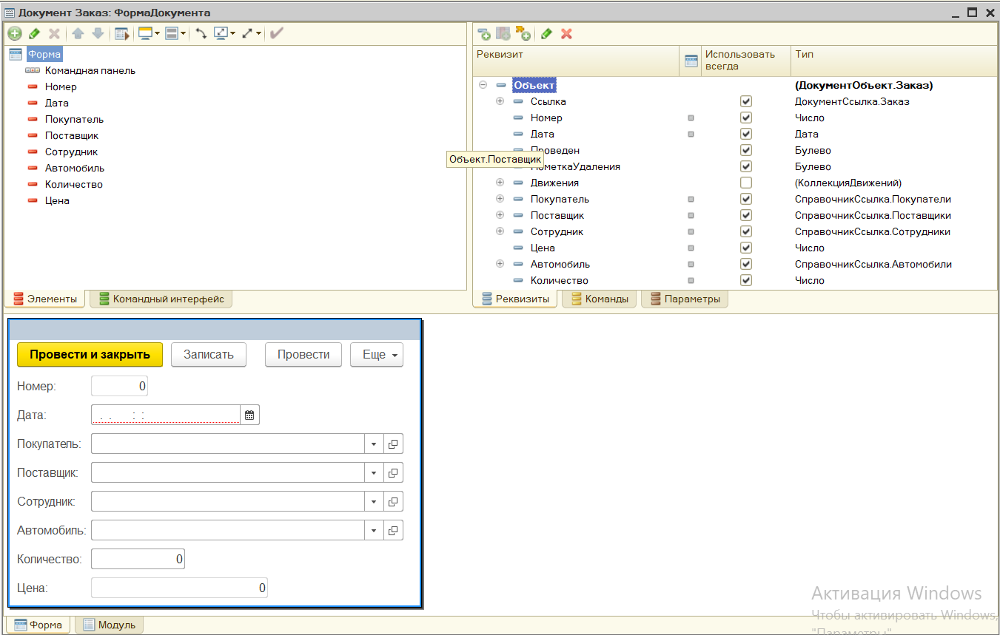 Документ Заказ: ФормаДокумента
Форма
Командная панель
Номер
Дата
Покупатель
Поставщик
Сотрудник
Автомобиль
Количество
Цена
Элементы
Командный интерфейс
Реквизит
Использовать
всегда
Тип
Объект (ДокументОбъект.Заказ)
Ссылка ДокументСсылка.Заказ
Номер Число
Дата Дата
Проведен Булево
Объект.Поставщик
ПометкаУдаления Булево
Движения (КоллекцияДвижений)
Покупатель СправочникСсылка.Покупатели
Поставщик СправочникСсылка.Поставщики
Сотрудник СправочникСсылка.Сотрудники
Цена Число
Автомобиль СправочникСсылка.Автомобили
Количество Число
Реквизиты
Команды
Параметры
Провести и закрыть Записать Провести Еще
Номер: 0
Дата: . . : :
Покупатель:
Поставщик:
Сотрудник:
Автомобиль:
Количество: 0
Цена: 0
Активация Windows
Чтобы активировать Windows,
"Параметры"
Форма
Модуль